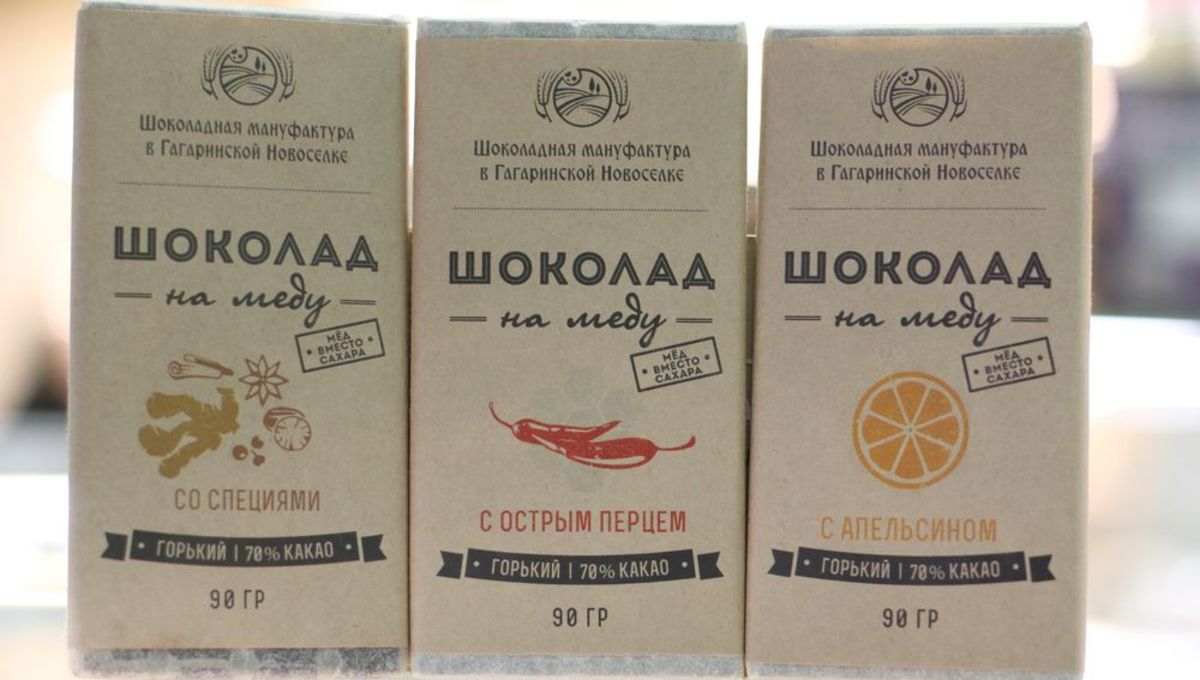 Шоколадная мануфактура
в Гагаринской Новоселке
ШОКОЛАД
на меду
МЁД
ВМЕСТО
САХАРА
СО СПЕЦИЯМИ
ГОРЬКИЙ | 70% КАКАО
90 ГР
Шоколадная мануфактура
в Гагаринской Новоселке
ШОКОЛАД
на меду
МЁД
ВМЕСТО
САХАРА
С ОСТРЫМ ПЕРЦЕМ
ГОРЬКИЙ | 70% КАКАО
90 ГР
Шоколадная мануфактура
в Гагаринской Новоселке
ШОКОЛАД
на меду
МЁД
ВМЕСТО
САХАРА
С АПЕЛЬСИНОМ
ГОРЬКИЙ | 70% КАКАО
90 ГР